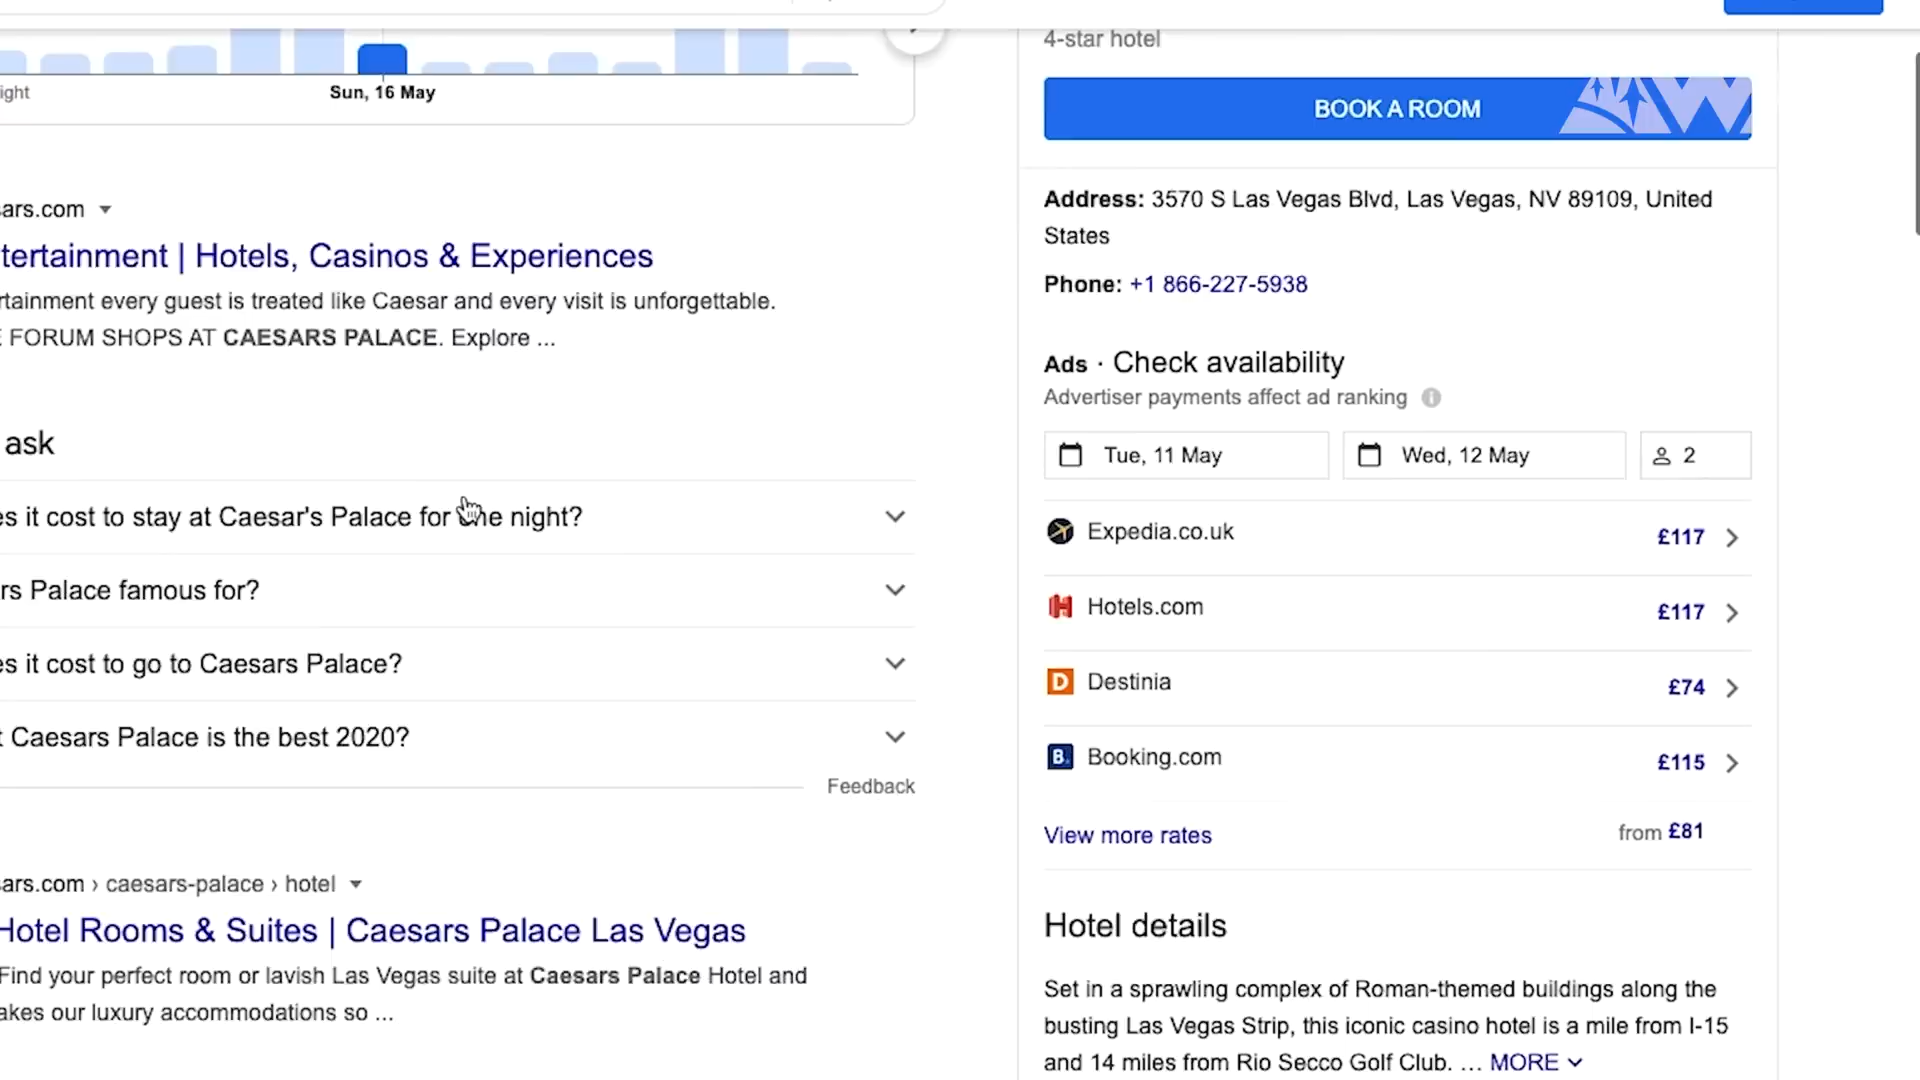 ight
Sun, 16 May
ars.com
tertainment | Hotels, Casinos & Experiences
rtainment every guest is treated like Caesar and every visit is unforgettable.
E FORUM SHOPS AT CAESARS PALACE. Explore ...
ask
es it cost to stay at Caesar's Palace for one night?
rs Palace famous for?
es it cost to go to Caesars Palace?
t Caesars Palace is the best 2020?
Feedback
ars.com › caesars-palace › hotel
Hotel Rooms & Suites | Caesars Palace Las Vegas
Find your perfect room or lavish Las Vegas suite at Caesars Palace Hotel and
akes our luxury accommodations so ...
4-star hotel
BOOK A ROOM
Address: 3570 S Las Vegas Blvd, Las Vegas, NV 89109, United
States
Phone: +1 866-227-5938
Ads · Check availability
Advertiser payments affect ad ranking
Tue, 11 May
Wed, 12 May
2
Expedia.co.uk £117
Hotels.com £117
Destinia £74
Booking.com £115
View more rates from £81
Hotel details
Set in a sprawling complex of Roman-themed buildings along the
busting Las Vegas Strip, this iconic casino hotel is a mile from I-15
and 14 miles from Rio Secco Golf Club. ... MORE